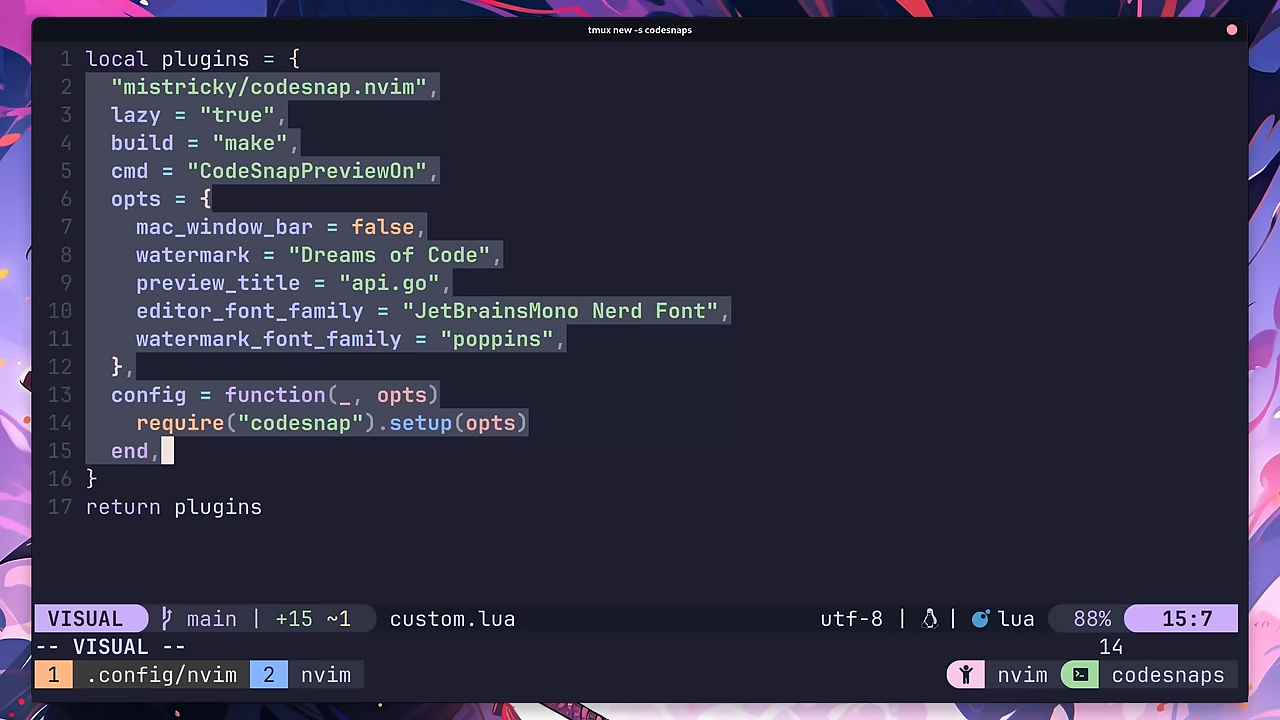 tmux new -s codesnaps
1 local plugins = {
2 "mistricky/codesnap.nvim",
3 lazy = "true",
4 build = "make",
5 cmd = "CodeSnapPreviewOn",
6 opts = {
7 mac_window_bar = false,
8 watermark = "Dreams of Code",
9 preview_title = "api.go",
10 editor_font_family = "JetBrainsMono Nerd Font",
11 watermark_font_family = "poppins",
12 },
13 config = function(_, opts)
14 require("codesnap").setup(opts)
15 end,
16 }
17 return plugins
VISUAL main | +15 ~1 custom.lua utf-8 | | lua 88% 15:7
-- VISUAL -- 14
1 .config/nvim 2 nvim nvim codesnaps